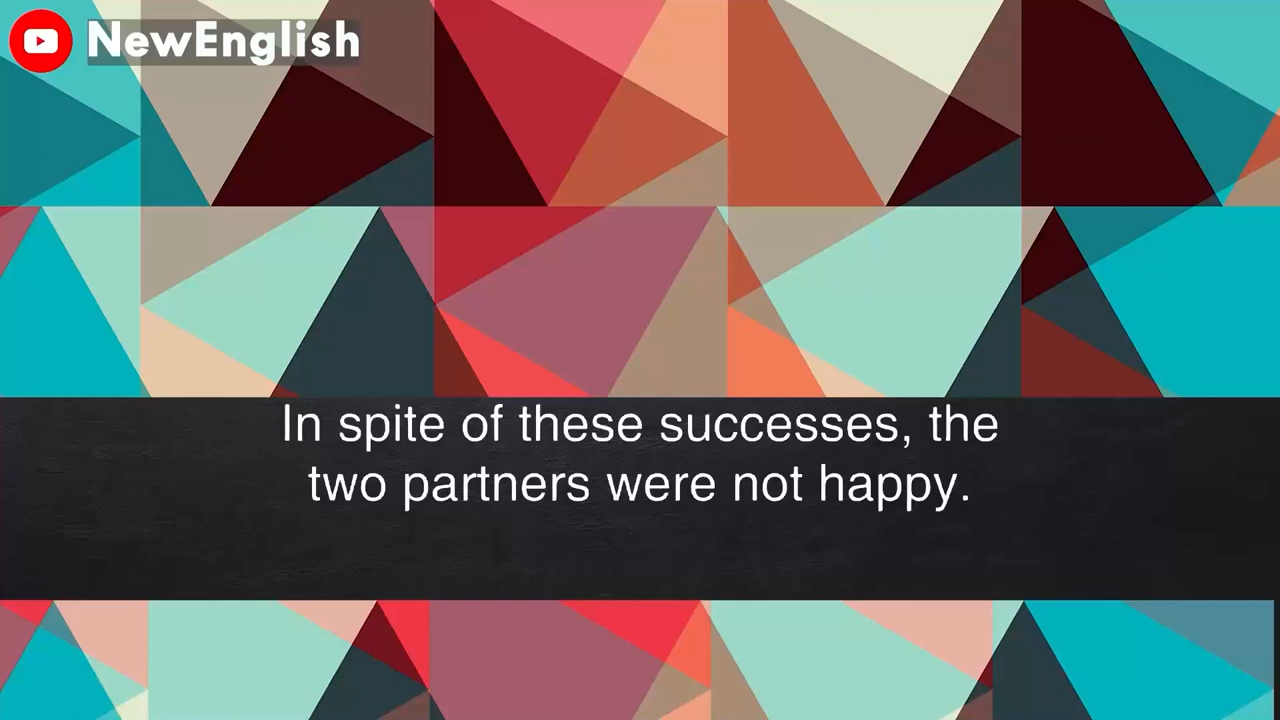 NewEnglish
In spite of these successes, the
two partners were not happy.